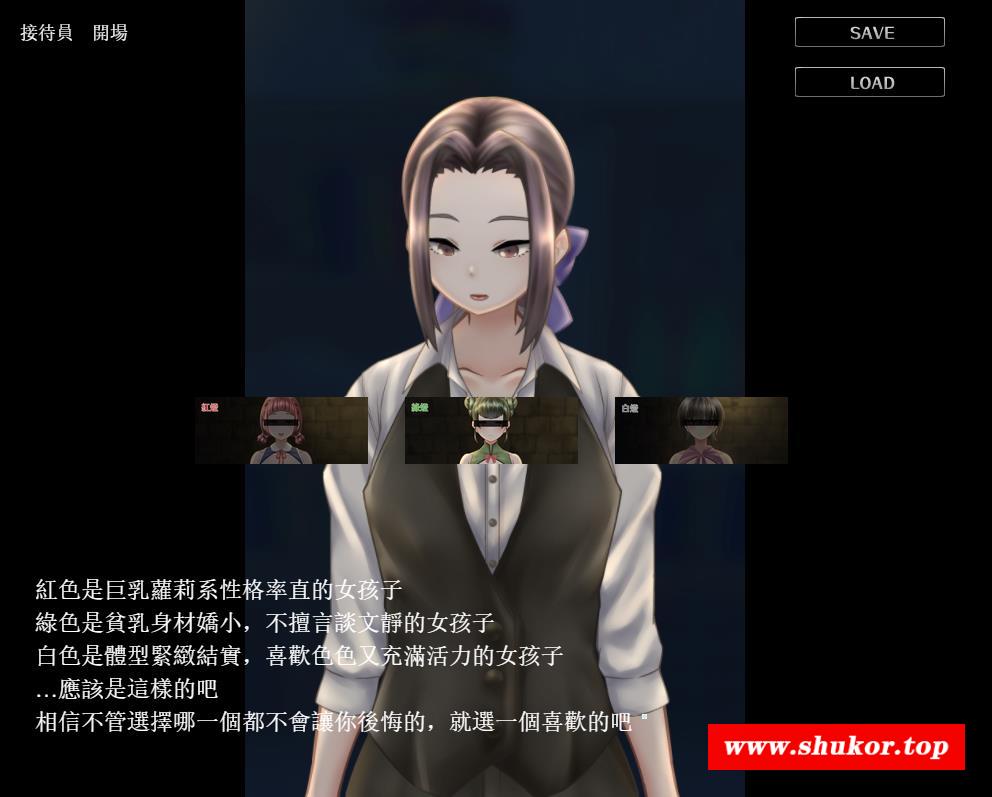 接待員　開場
SAVE
LOAD
紅燈
綠燈
白燈
紅色是巨乳蘿莉系性格率直的女孩子
綠色是貧乳身材嬌小，不擅言談文靜的女孩子
白色是體型緊緻結實，喜歡色色又充滿活力的女孩子
…應該是這樣的吧
相信不管選擇哪一個都不會讓你後悔的，就選一個喜歡的吧
www.shukor.top